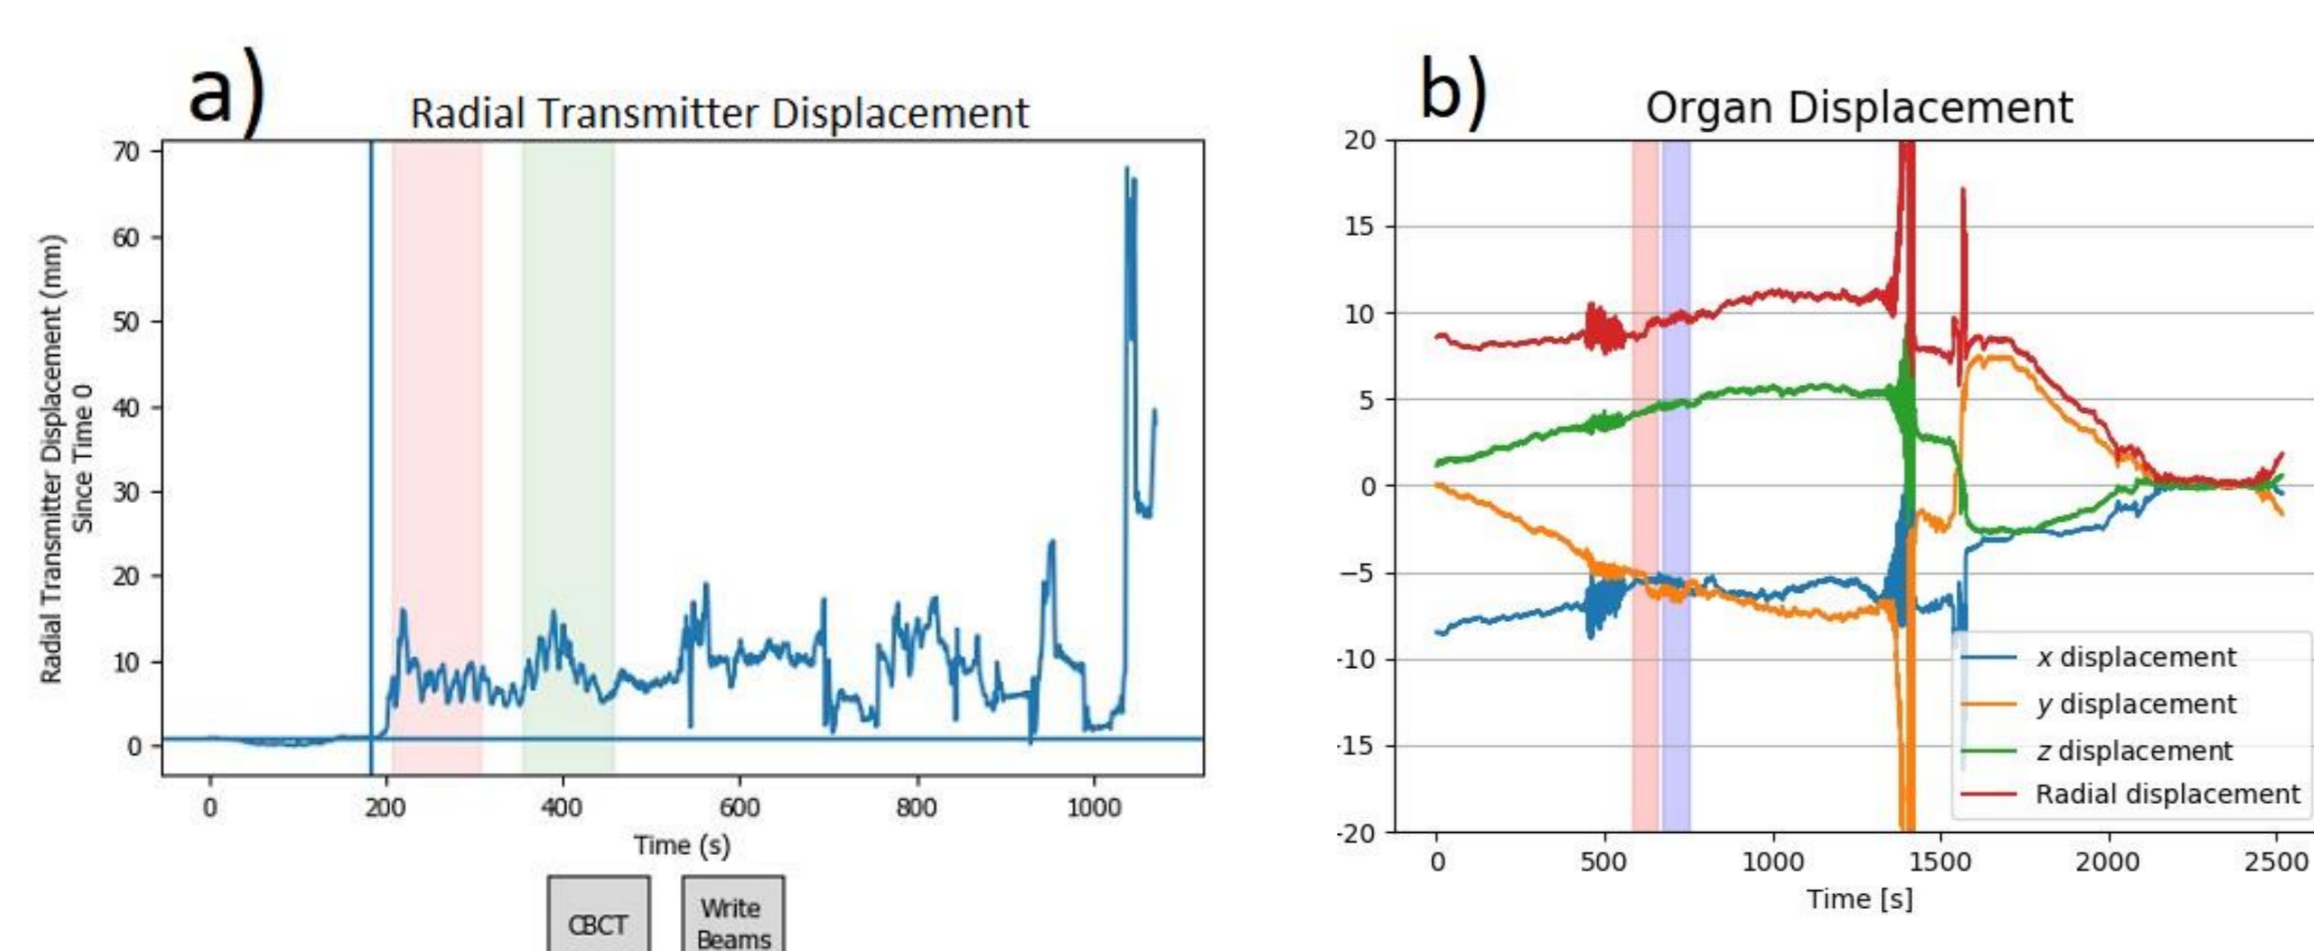 a)
Radial Transmitter Displacement
Radial Transmitter Displacement (mm)
Since Time 0
70
60
50
40
30
20
10
0
0 200 400 600 800 1000
Time (s)
CBCT
Write
Beams
b)
Organ Displacement
20
15
10
5
0
−5
-10
-15
-20
x displacement
y displacement
z displacement
Radial displacement
0 500 1000 1500 2000 2500
Time [s]